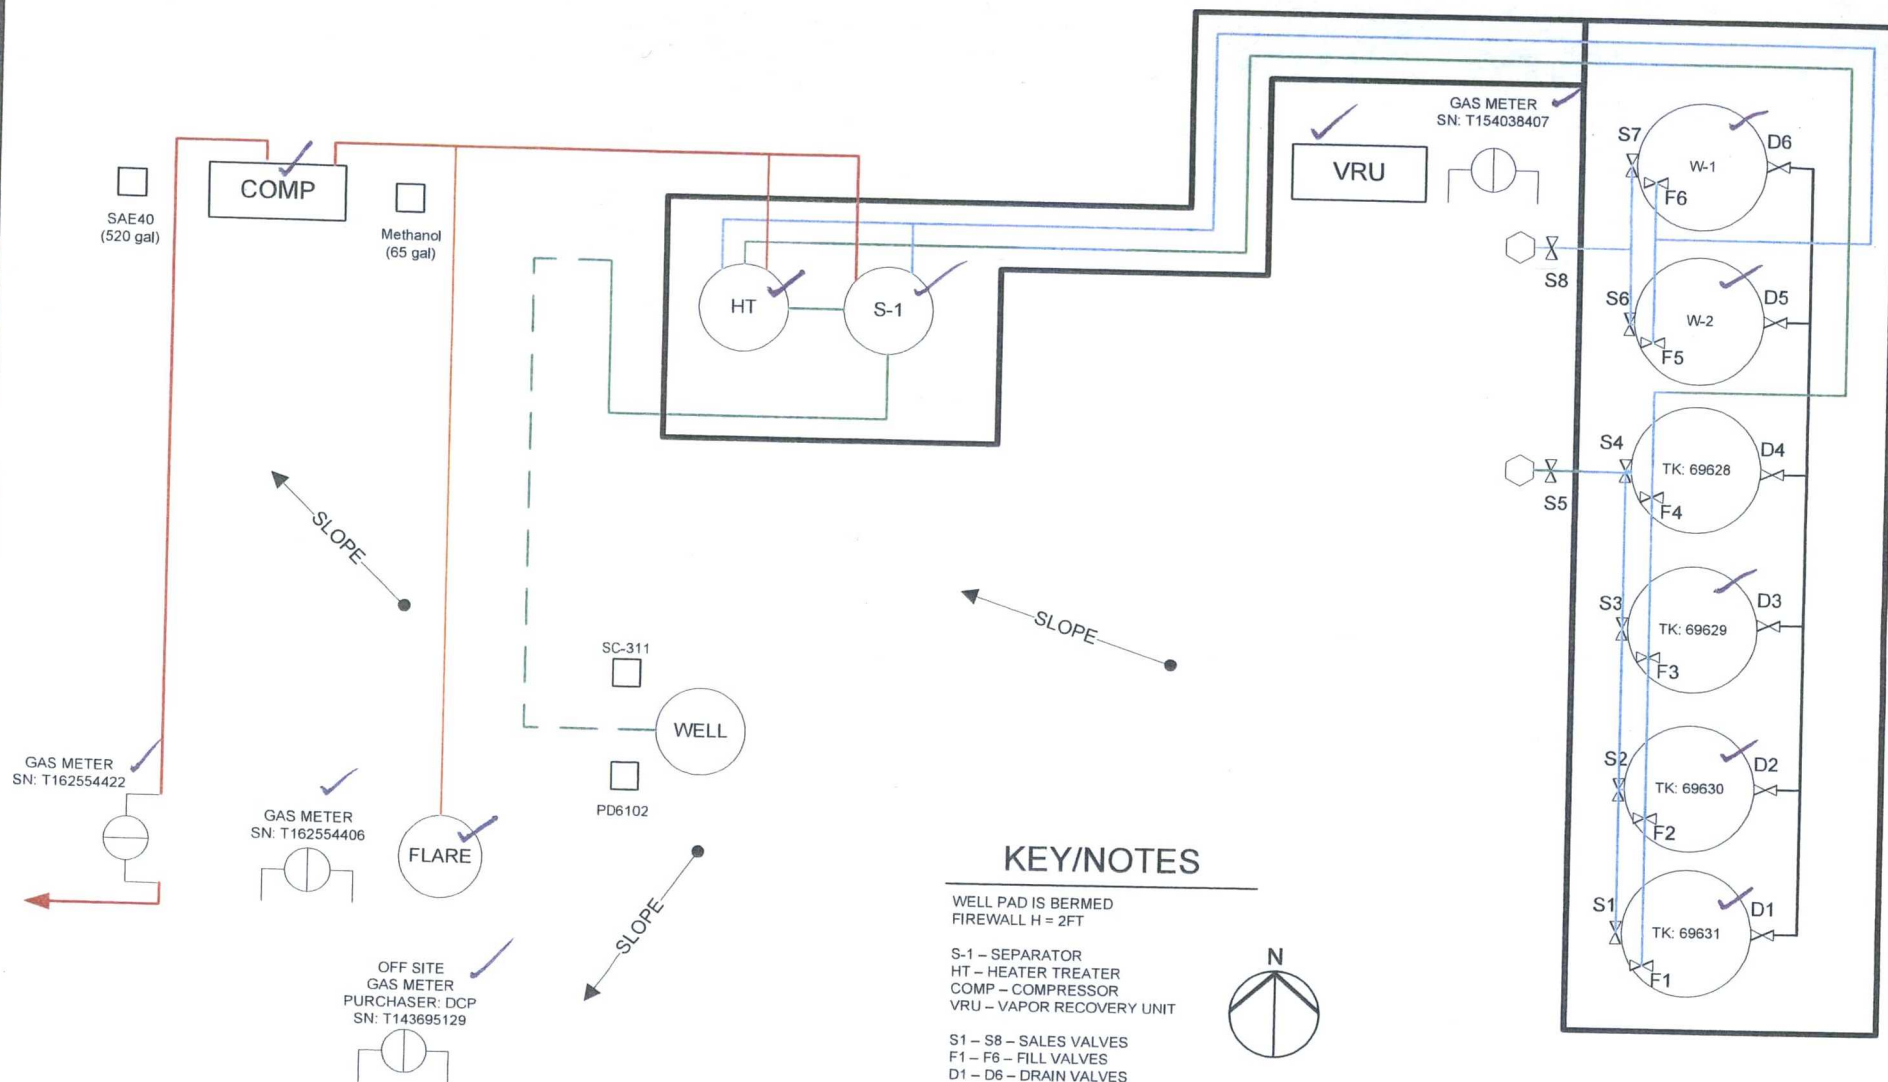 GAS METER
SN: T154038407
COMP
SAE40
(520 gal)
Methanol
(65 gal)
VRU
S7
W-1
D6
F6
S8
HT
S-1
S6
W-2
D5
F5
S4
TK: 69628
D4
S5
F4
SLOPE
SLOPE
S3
TK: 69629
D3
F3
SC-311
WELL
PD6102
GAS METER
SN: T162554422
GAS METER
SN: T162554406
FLARE
S2
TK: 69630
D2
F2
SLOPE
S1
TK: 69631
D1
F1
OFF SITE
GAS METER
PURCHASER: DCP
SN: T143695129
KEY/NOTES
WELL PAD IS BERMED
FIREWALL H = 2FT
S-1 – SEPARATOR
HT – HEATER TREATER
COMP – COMPRESSOR
VRU – VAPOR RECOVERY UNIT
S1 – S8 – SALES VALVES
F1 – F6 – FILL VALVES
D1 – D6 – DRAIN VALVES
N